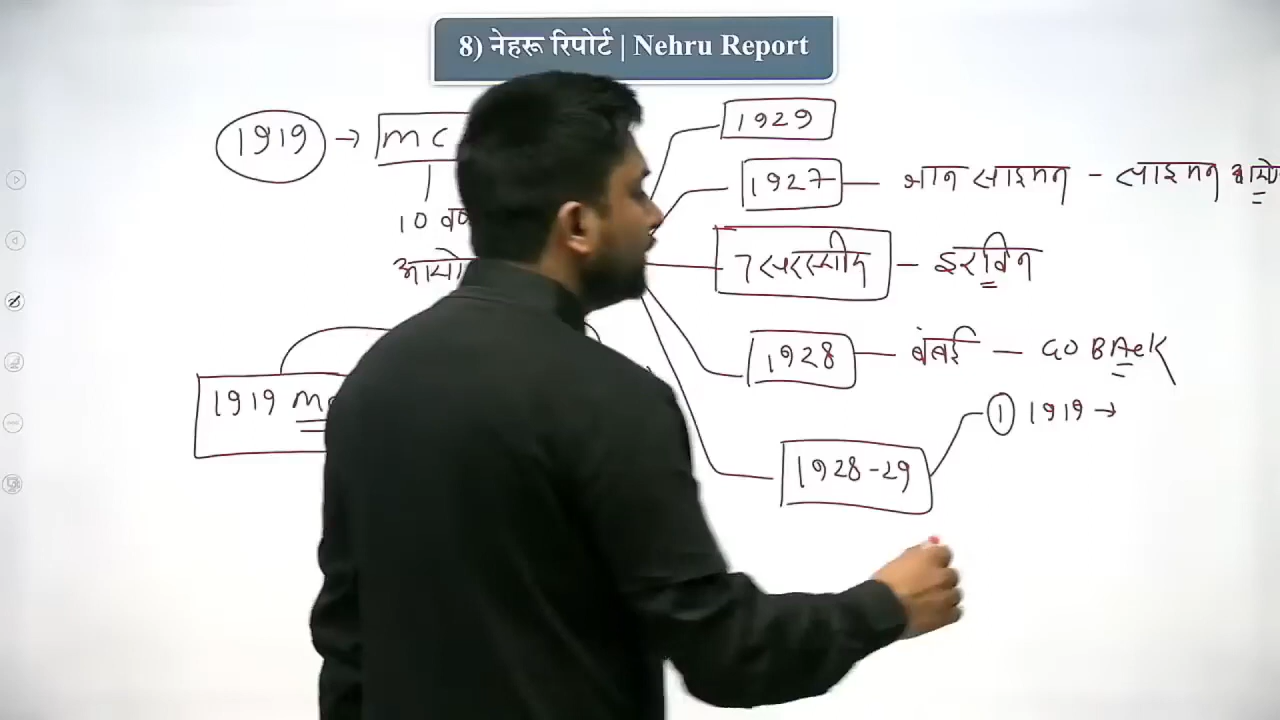 8) नेहरू रिपोर्ट | Nehru Report
1919 → MC
1929
1927 — जान साइमन - साइमन
10 वर्ष
आयो
7 सदस्यीय — इरविन
1928 — बंबई — GO BACK
1919
① 1919 →
1928-29